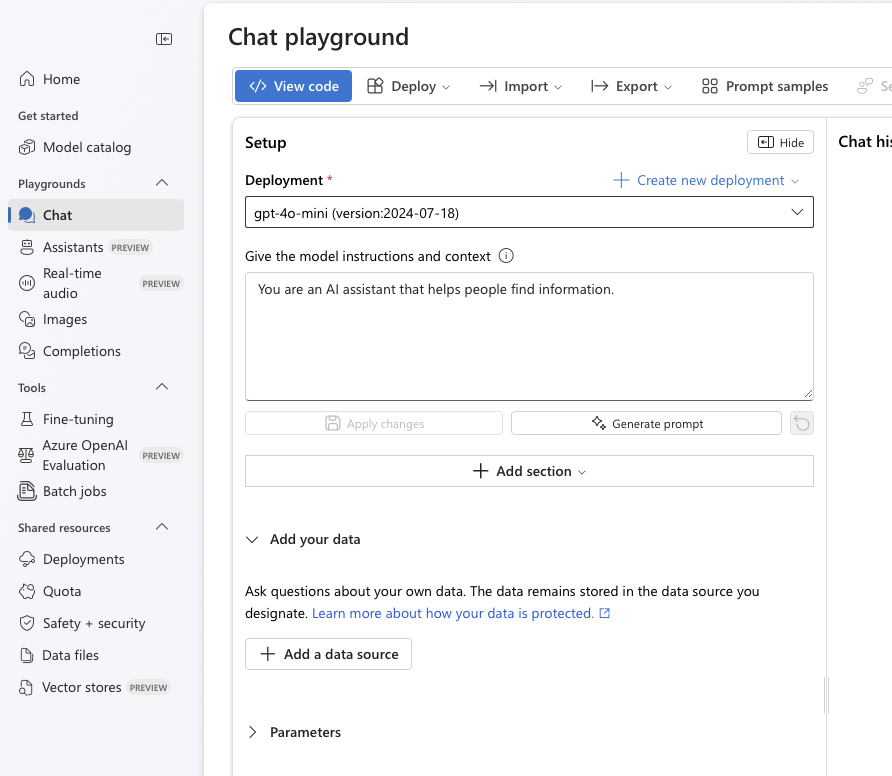 Home
Get started
Model catalog
Playgrounds
Chat
Assistants PREVIEW
Real-time
audio
PREVIEW
Images
Completions
Tools
Fine-tuning
Azure OpenAI
Evaluation
PREVIEW
Batch jobs
Shared resources
Deployments
Quota
Safety + security
Data files
Vector stores PREVIEW
Chat playground
View code Deploy Import Export Prompt samples
Setup
Hide
Deployment *
Create new deployment
gpt-4o-mini (version:2024-07-18)
Give the model instructions and context
You are an AI assistant that helps people find information.
Apply changes Generate prompt
Add section
Add your data
Ask questions about your own data. The data remains stored in the data source you
designate. Learn more about how your data is protected.
Add a data source
Parameters
Chat his